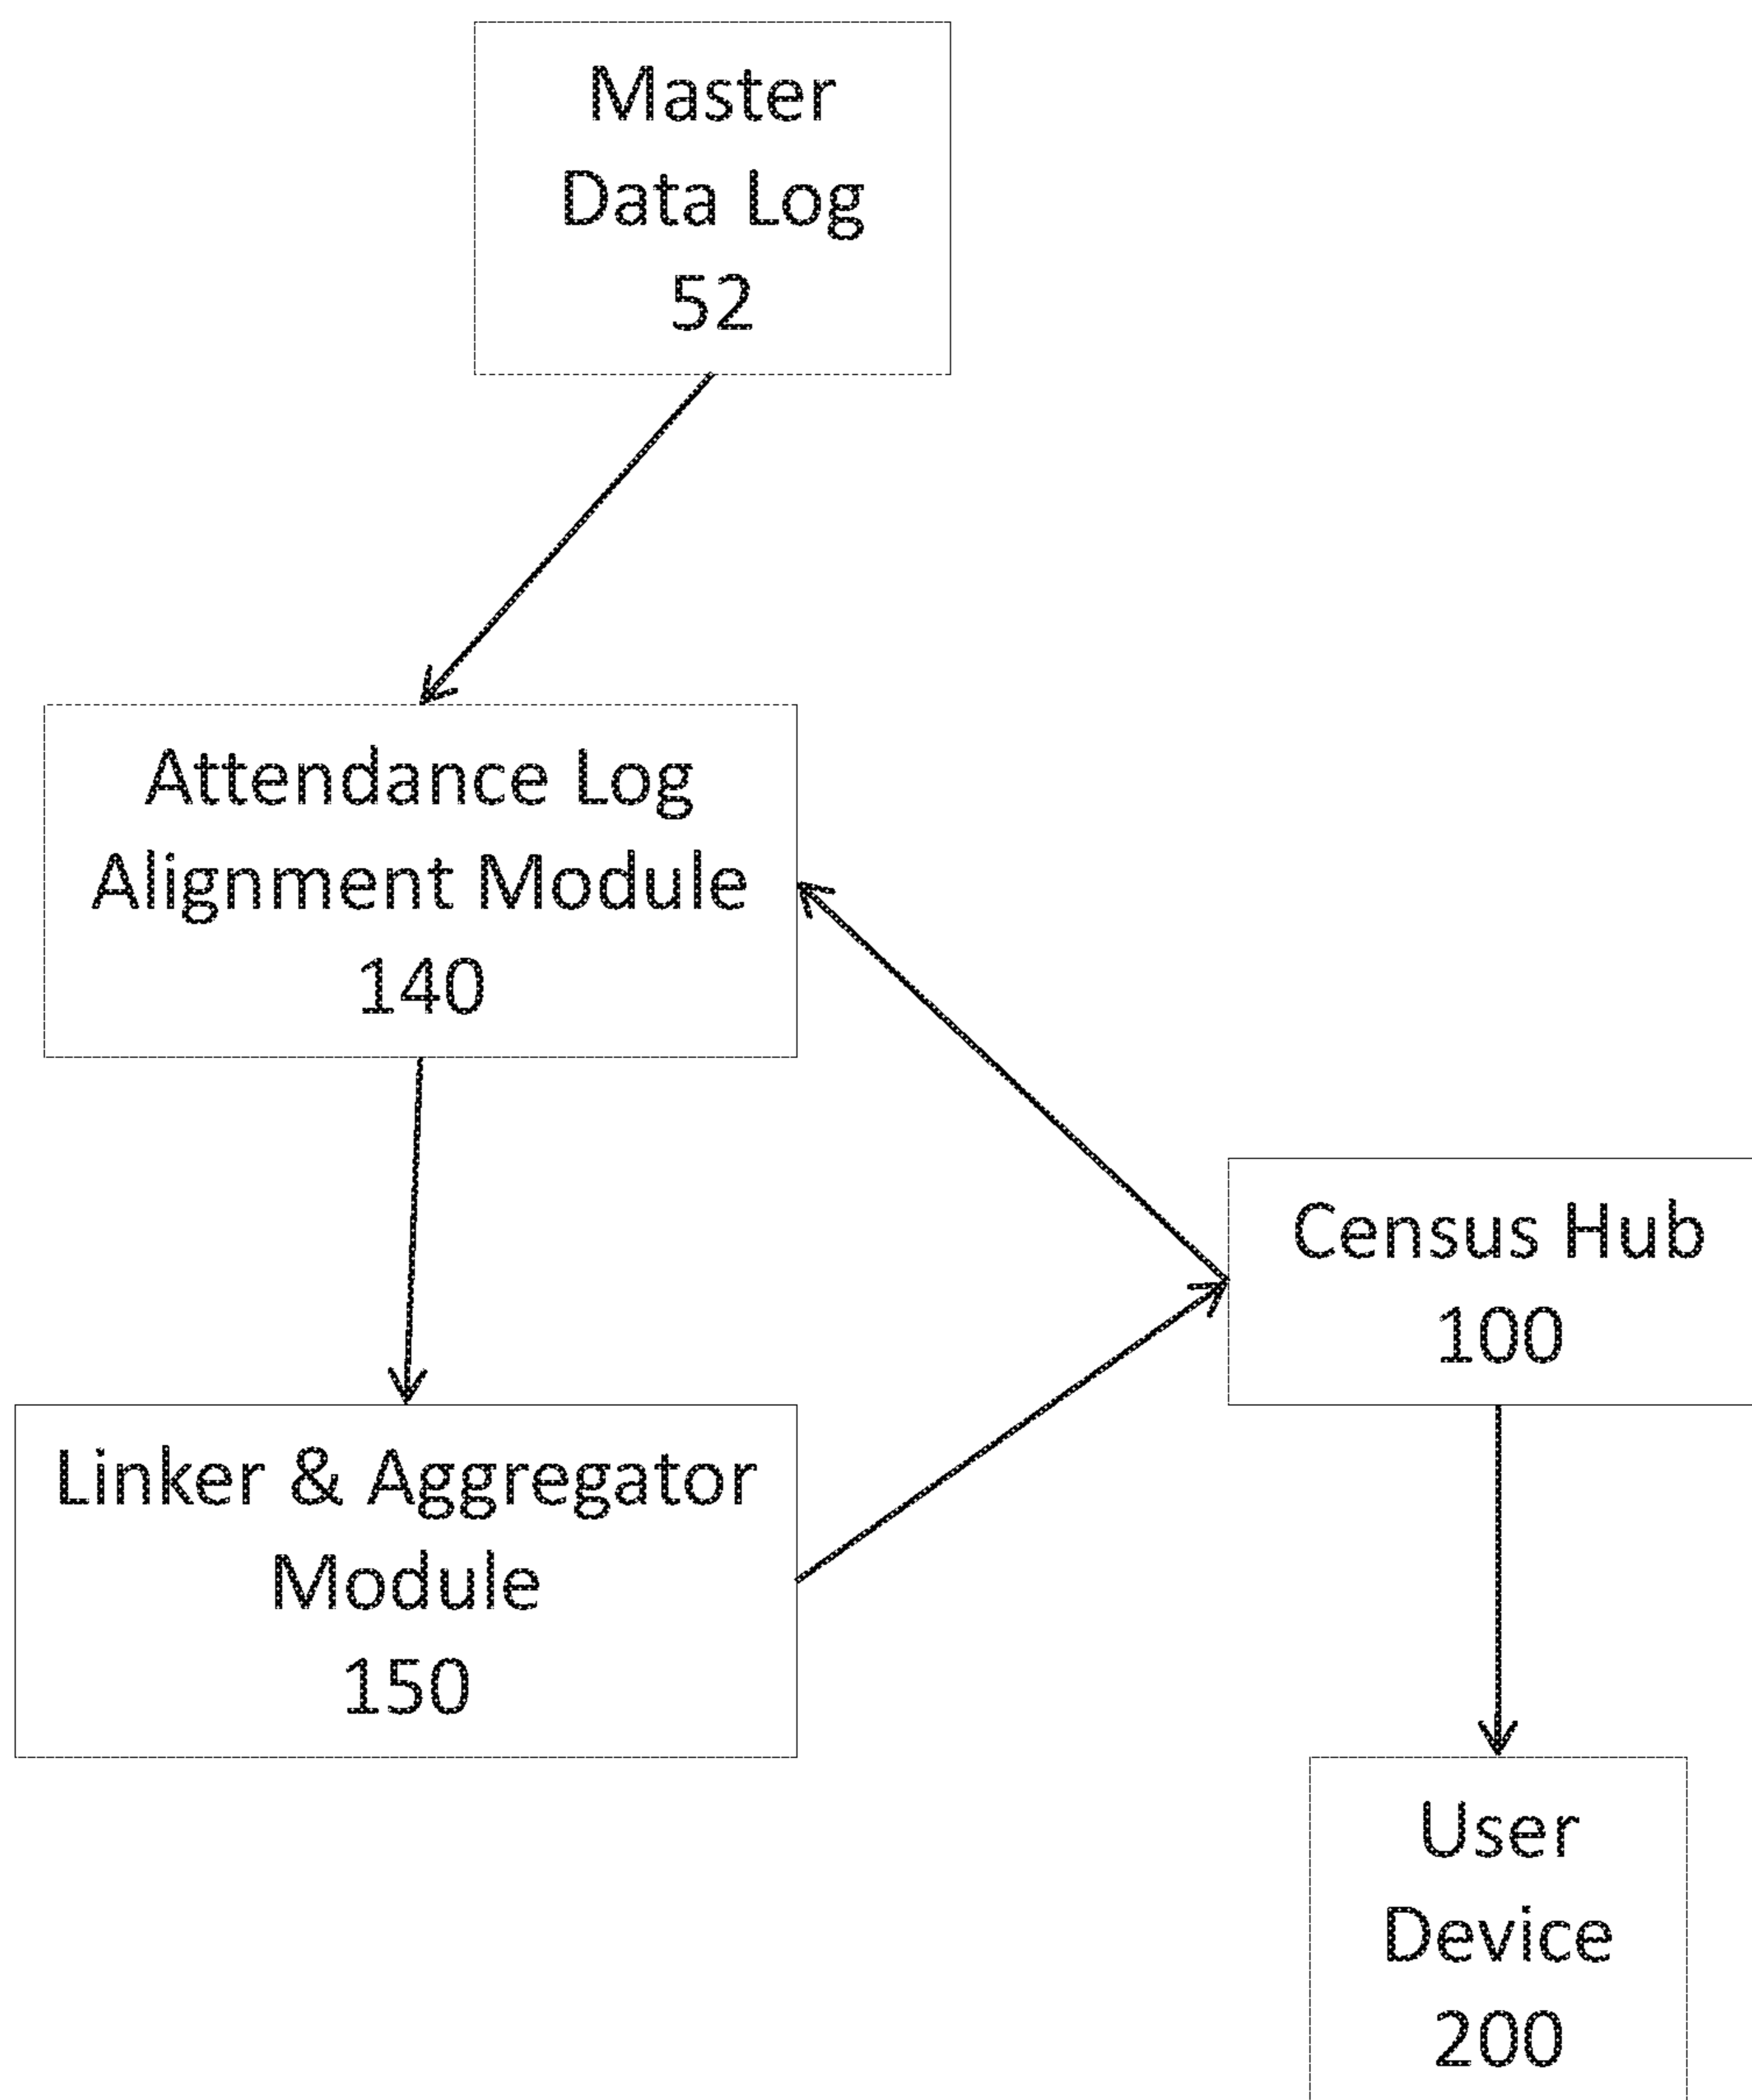 Master
Data Log
52
Attendance Log
Alignment Module
140
Census Hub
100
Linker & Aggregator
Module
150
User
Device
200